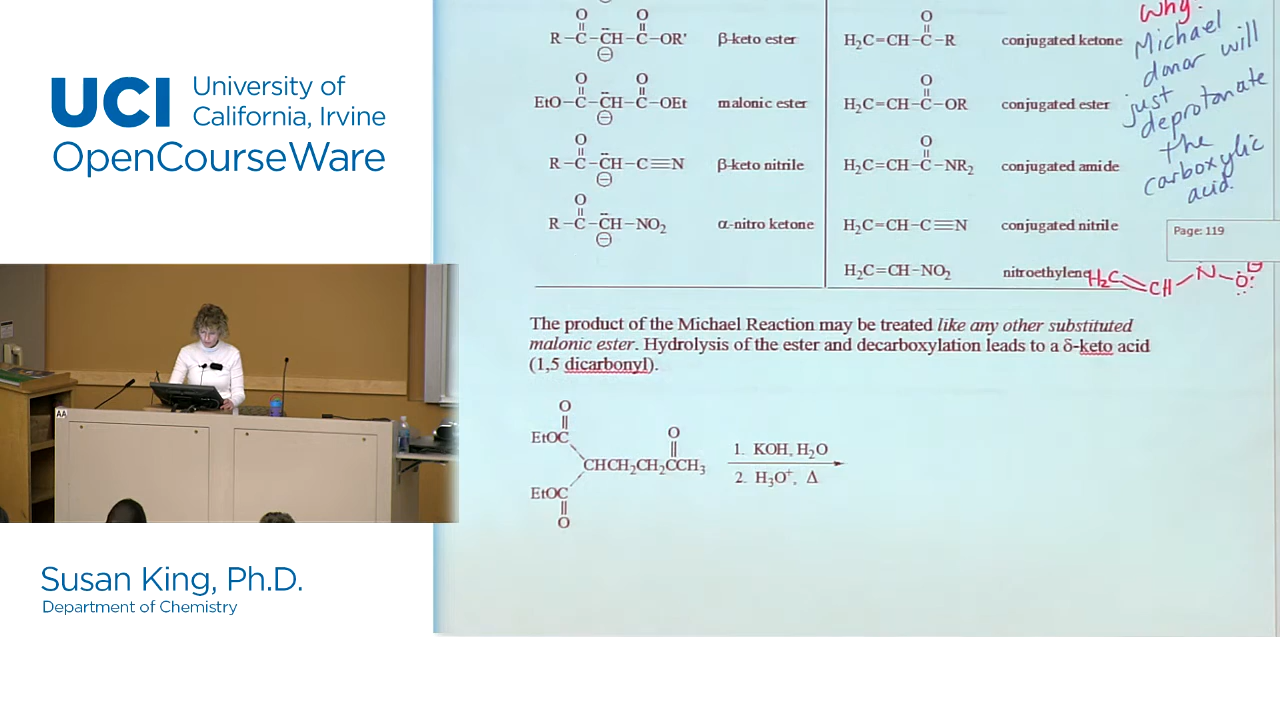 UCI University of
California, Irvine
OpenCourseWare
AA
Susan King, Ph.D.
Department of Chemistry
O O
R–C–CH–C–OR' β-keto ester
O O
EtO–C–CH–C–OEt malonic ester
O
R–C–CH–C≡N β-keto nitrile
O
R–C–CH–NO₂ α-nitro ketone
O
H₂C=CH–C–R conjugated ketone
O
H₂C=CH–C–OR conjugated ester
O
H₂C=CH–C–NR₂ conjugated amide
H₂C=CH–C≡N conjugated nitrile
H₂C=CH–NO₂ nitroethylene
Why?
Michael
donor will
just
deprotonate
the
carboxylic
acid.
Page: 119
H₂C=CH–N–O
The product of the Michael Reaction may be treated like any other substituted
malonic ester. Hydrolysis of the ester and decarboxylation leads to a δ-keto acid
(1,5 dicarbonyl).
O
EtOC
O
CHCH₂CH₂CCH₃
EtOC
O
1. KOH, H₂O
2. H₃O⁺, Δ